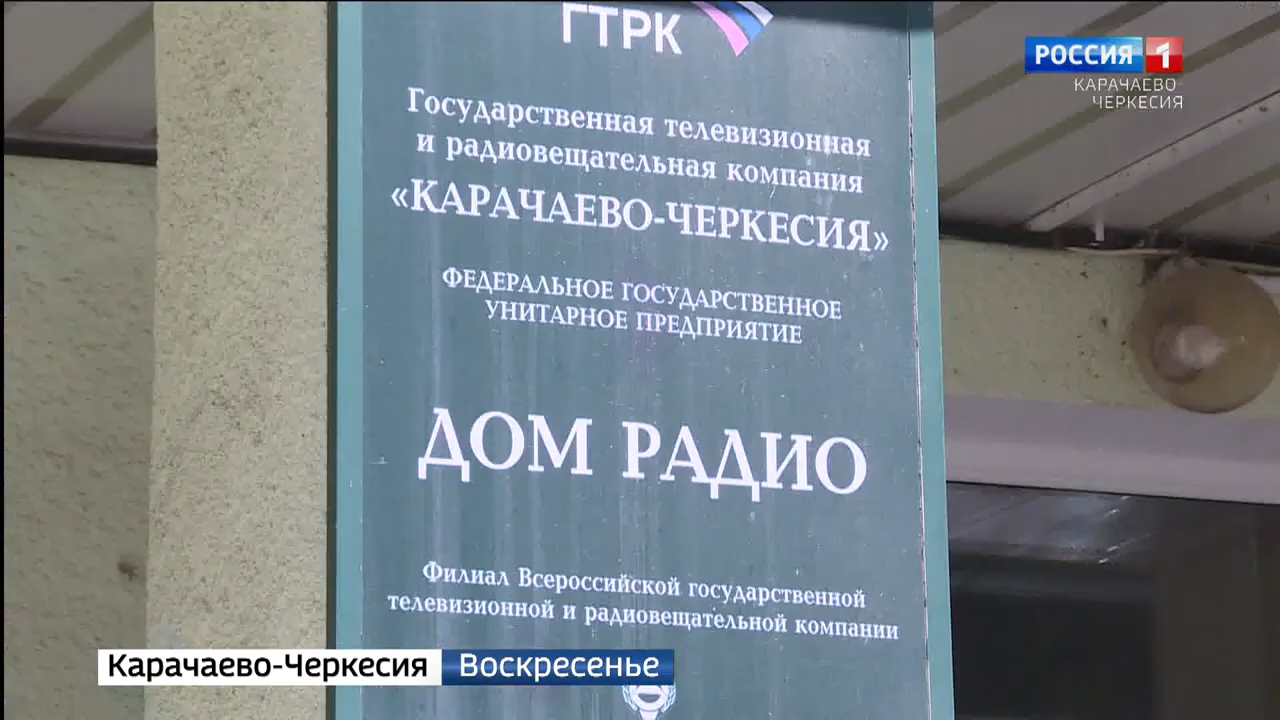 ГТРК
РОССИЯ 1
КАРАЧАЕВО
ЧЕРКЕСИЯ
Государственная телевизионная
и радиовещательная компания
«КАРАЧАЕВО-ЧЕРКЕСИЯ»
ФЕДЕРАЛЬНОЕ ГОСУДАРСТВЕННОЕ
УНИТАРНОЕ ПРЕДПРИЯТИЕ
ДОМ РАДИО
Филиал Всероссийской государственной
телевизионной и радиовещательной компании
Карачаево-Черкесия Воскресенье